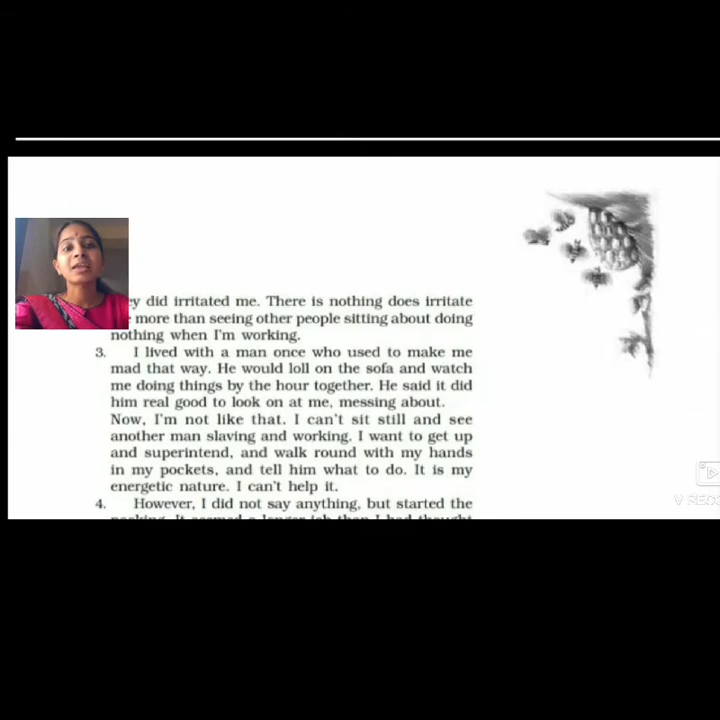 did irritated me. There is nothing does irritate
more than seeing other people sitting about doing
nothing when I'm working.
3. I lived with a man once who used to make me
mad that way. He would loll on the sofa and watch
me doing things by the hour together. He said it did
him real good to look on at me, messing about.
Now, I'm not like that. I can't sit still and see
another man slaving and working. I want to get up
and superintend, and walk round with my hands
in my pockets, and tell him what to do. It is my
energetic nature. I can't help it.
4. However, I did not say anything, but started the